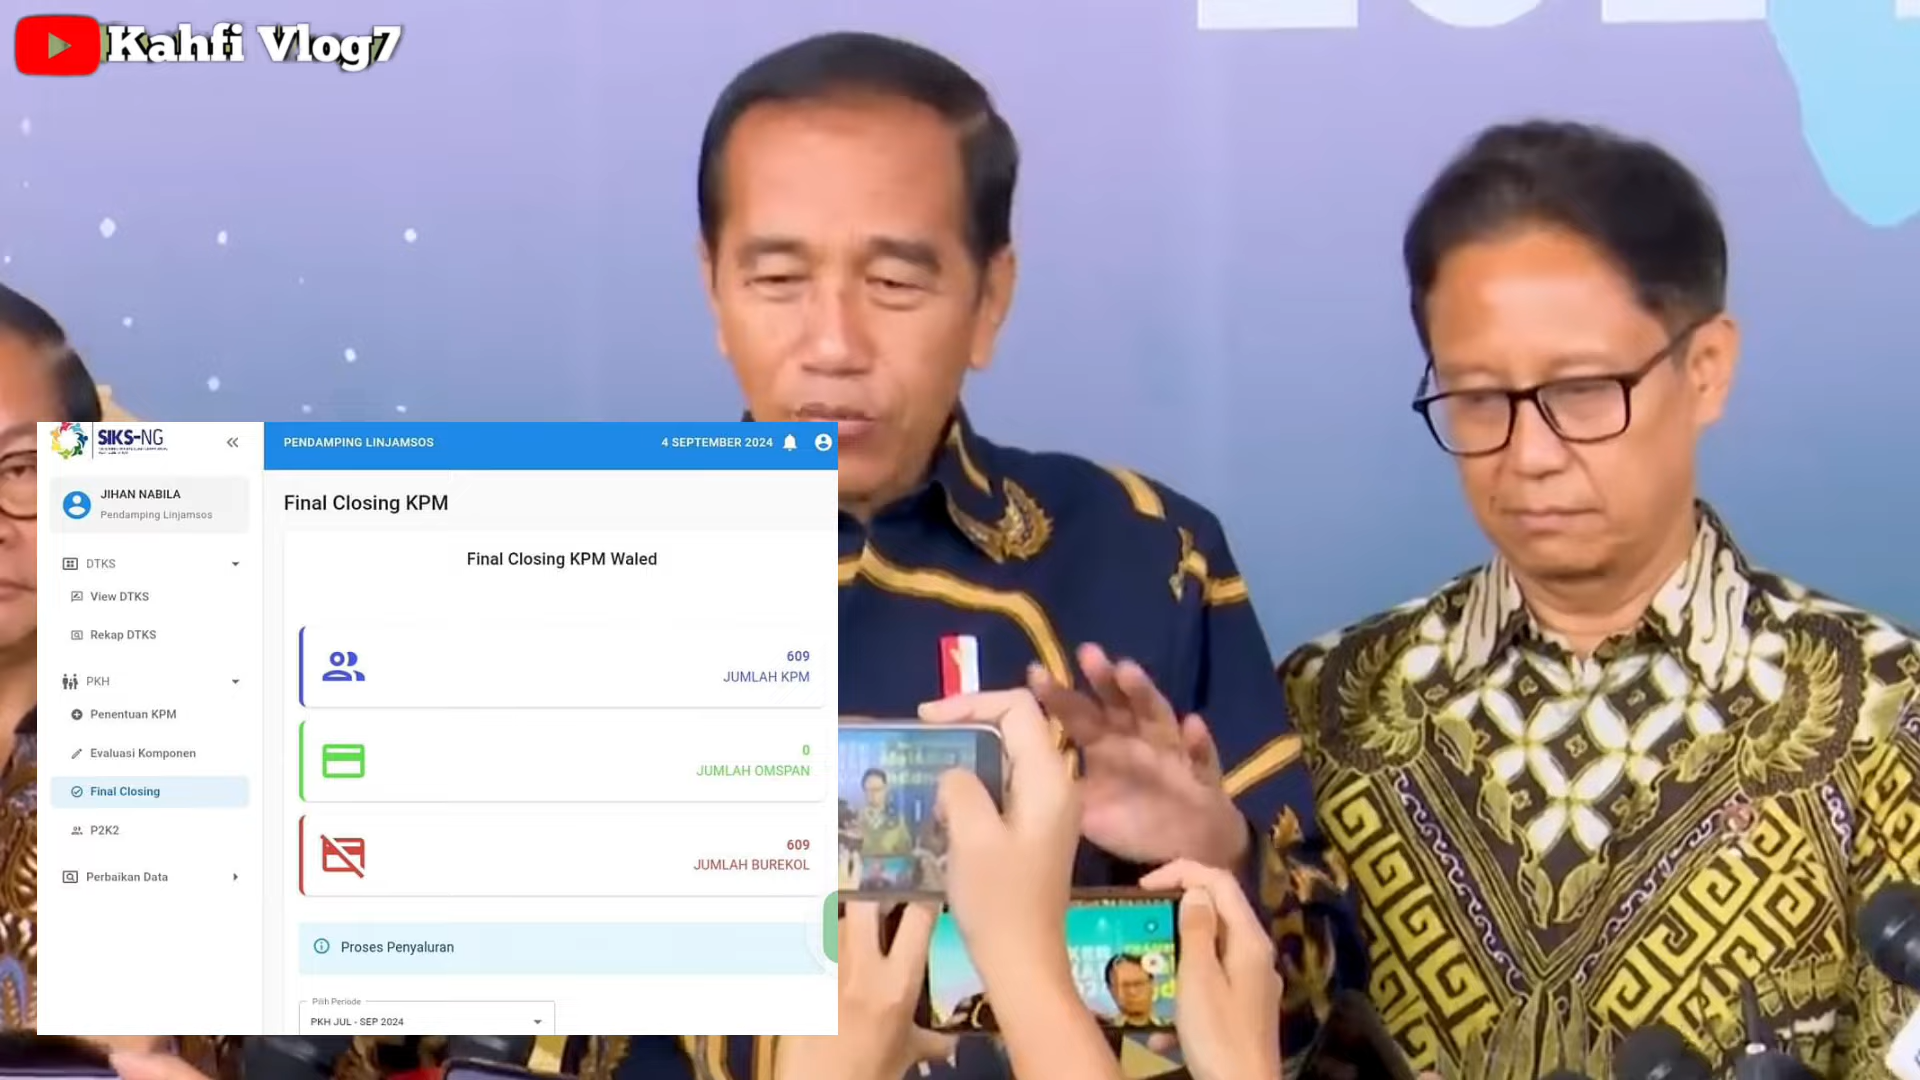 Kahfi Vlog7
SIKS-NG
PENDAMPING LINJAMSOS
4 SEPTEMBER 2024
JIHAN NABILA
Pendamping Linjamsos
DTKS
View DTKS
Rekap DTKS
PKH
Penentuan KPM
Evaluasi Komponen
Final Closing
P2K2
Perbaikan Data
Final Closing KPM
Final Closing KPM Waled
609
JUMLAH KPM
0
JUMLAH OMSPAN
609
JUMLAH BUREKOL
Proses Penyaluran
Pilih Periode
PKH JUL - SEP 2024